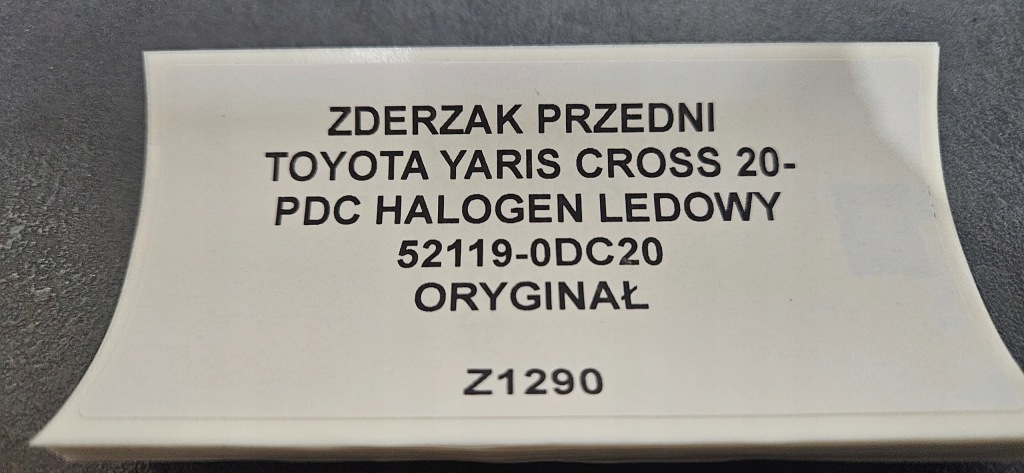 ZDERZAK PRZEDNI
TOYOTA YARIS CROSS 20-
PDC HALOGEN LEDOWY
52119-0DC20
ORYGINAŁ
Z1290